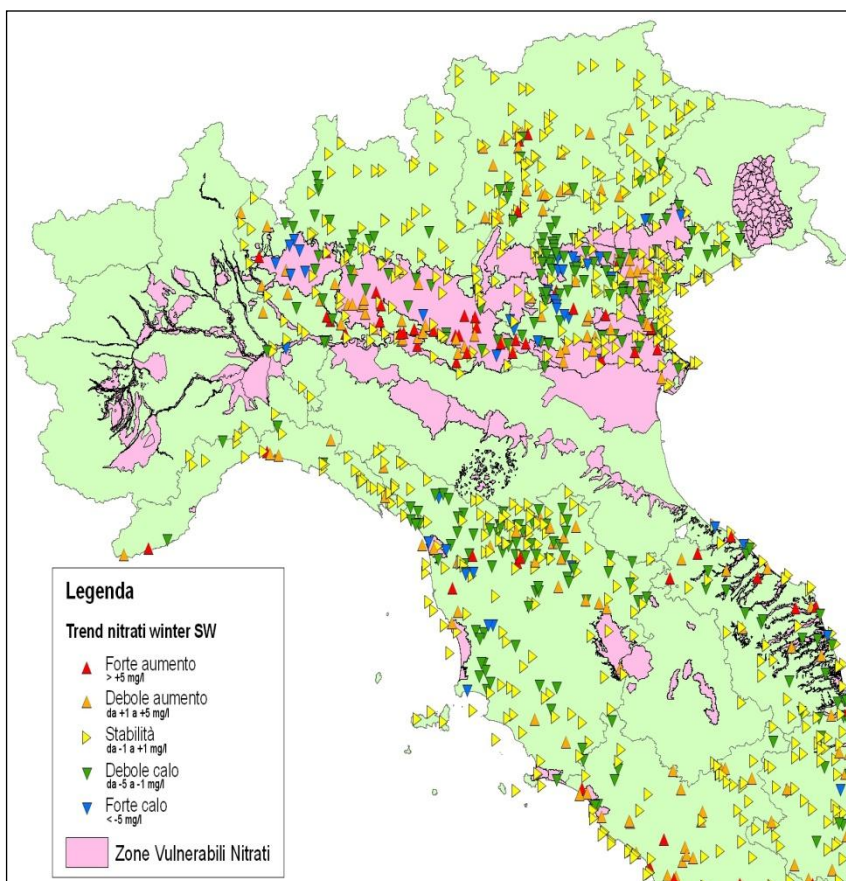 Legenda
Trend nitrati winter SW
Forte aumento
> +5 mg/l
Debole aumento
da +1 a +5 mg/l
Stabilità
da -1 a +1 mg/l
Debole calo
da -5 a -1 mg/l
Forte calo
< -5 mg/l
Zone Vulnerabili Nitrati